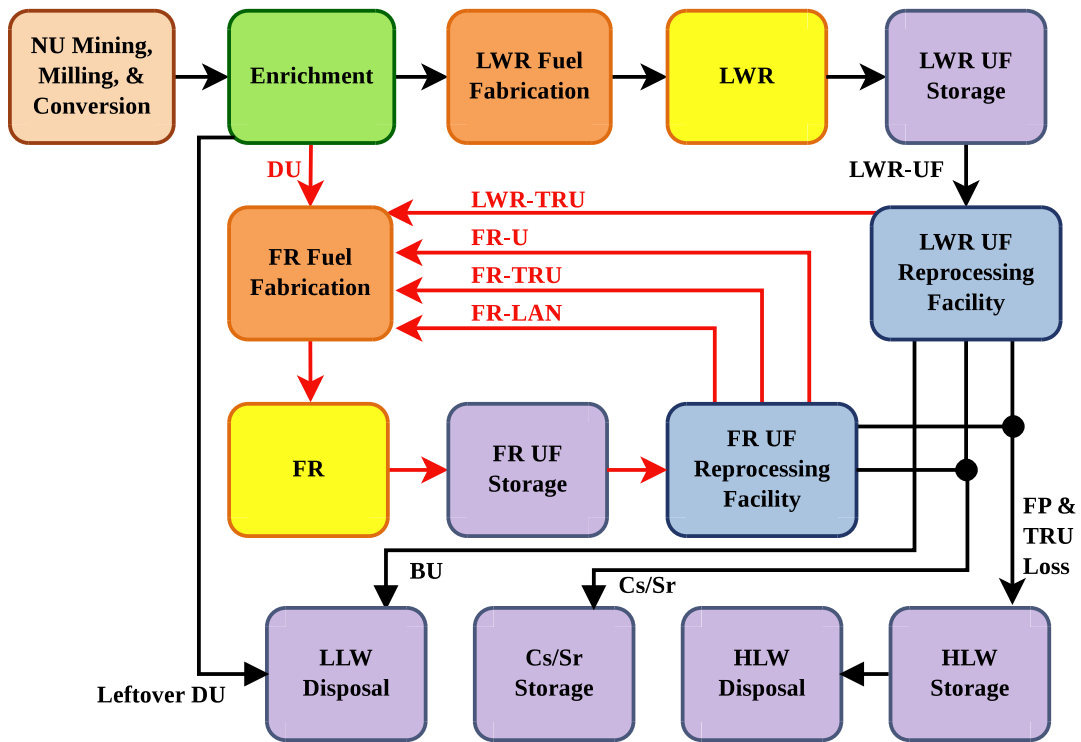 NU Mining,
Milling, &
Conversion
Enrichment
LWR Fuel
Fabrication
LWR
LWR UF
Storage
DU
LWR-UF
LWR-TRU
FR-U
FR-TRU
FR-LAN
FR Fuel
Fabrication
LWR UF
Reprocessing
Facility
FR
FR UF
Storage
FR UF
Reprocessing
Facility
FP &
TRU
Loss
BU
Cs/Sr
Leftover DU
LLW
Disposal
Cs/Sr
Storage
HLW
Disposal
HLW
Storage